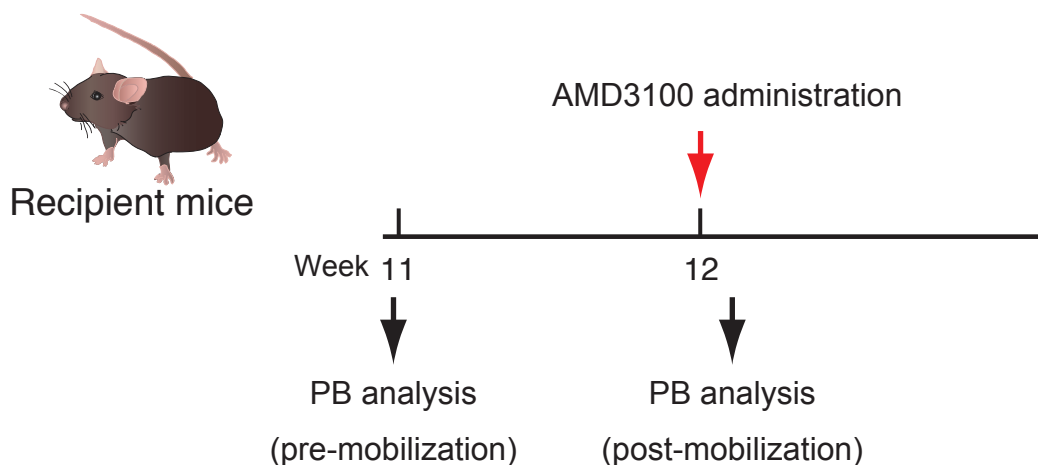 AMD3100 administration
Recipient mice
Week 11 12
PB analysis PB analysis
(pre-mobilization) (post-mobilization)